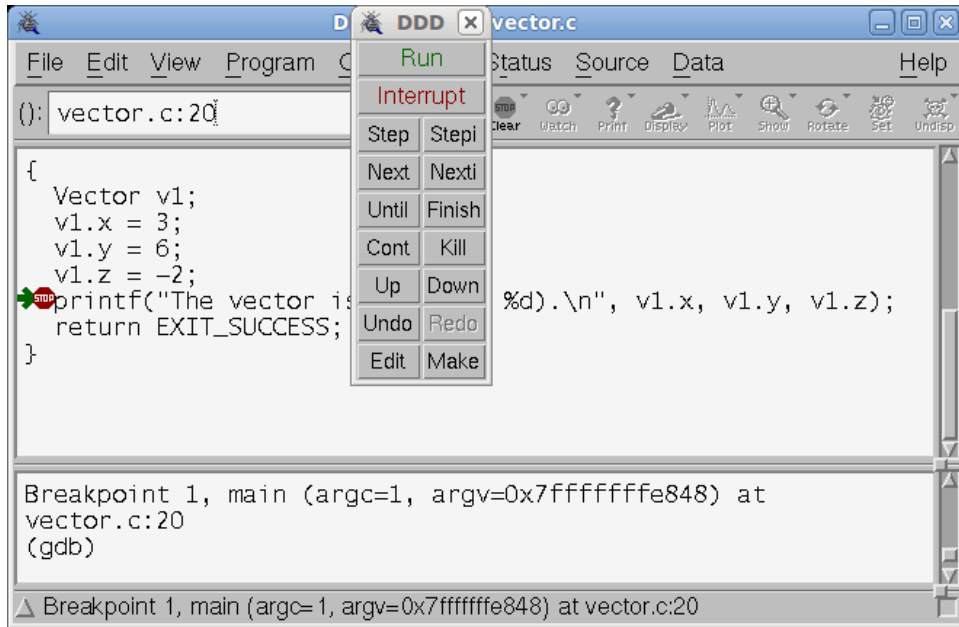 D
DDD
vector.c
File Edit View Program C Status Source Data Help
Run
Interrupt
Step Stepi
Next Nexti
Until Finish
Cont Kill
Up Down
Undo Redo
Edit Make
(): vector.c:20
STOP
Clear Watch Print Display Plot Show Rotate Set Undisp
{
Vector v1;
v1.x = 3;
v1.y = 6;
v1.z = -2;
STOP
printf("The vector is %d).\n", v1.x, v1.y, v1.z);
return EXIT_SUCCESS;
}
Breakpoint 1, main (argc=1, argv=0x7fffffffe848) at
vector.c:20
(gdb)
Breakpoint 1, main (argc=1, argv=0x7fffffffe848) at vector.c:20